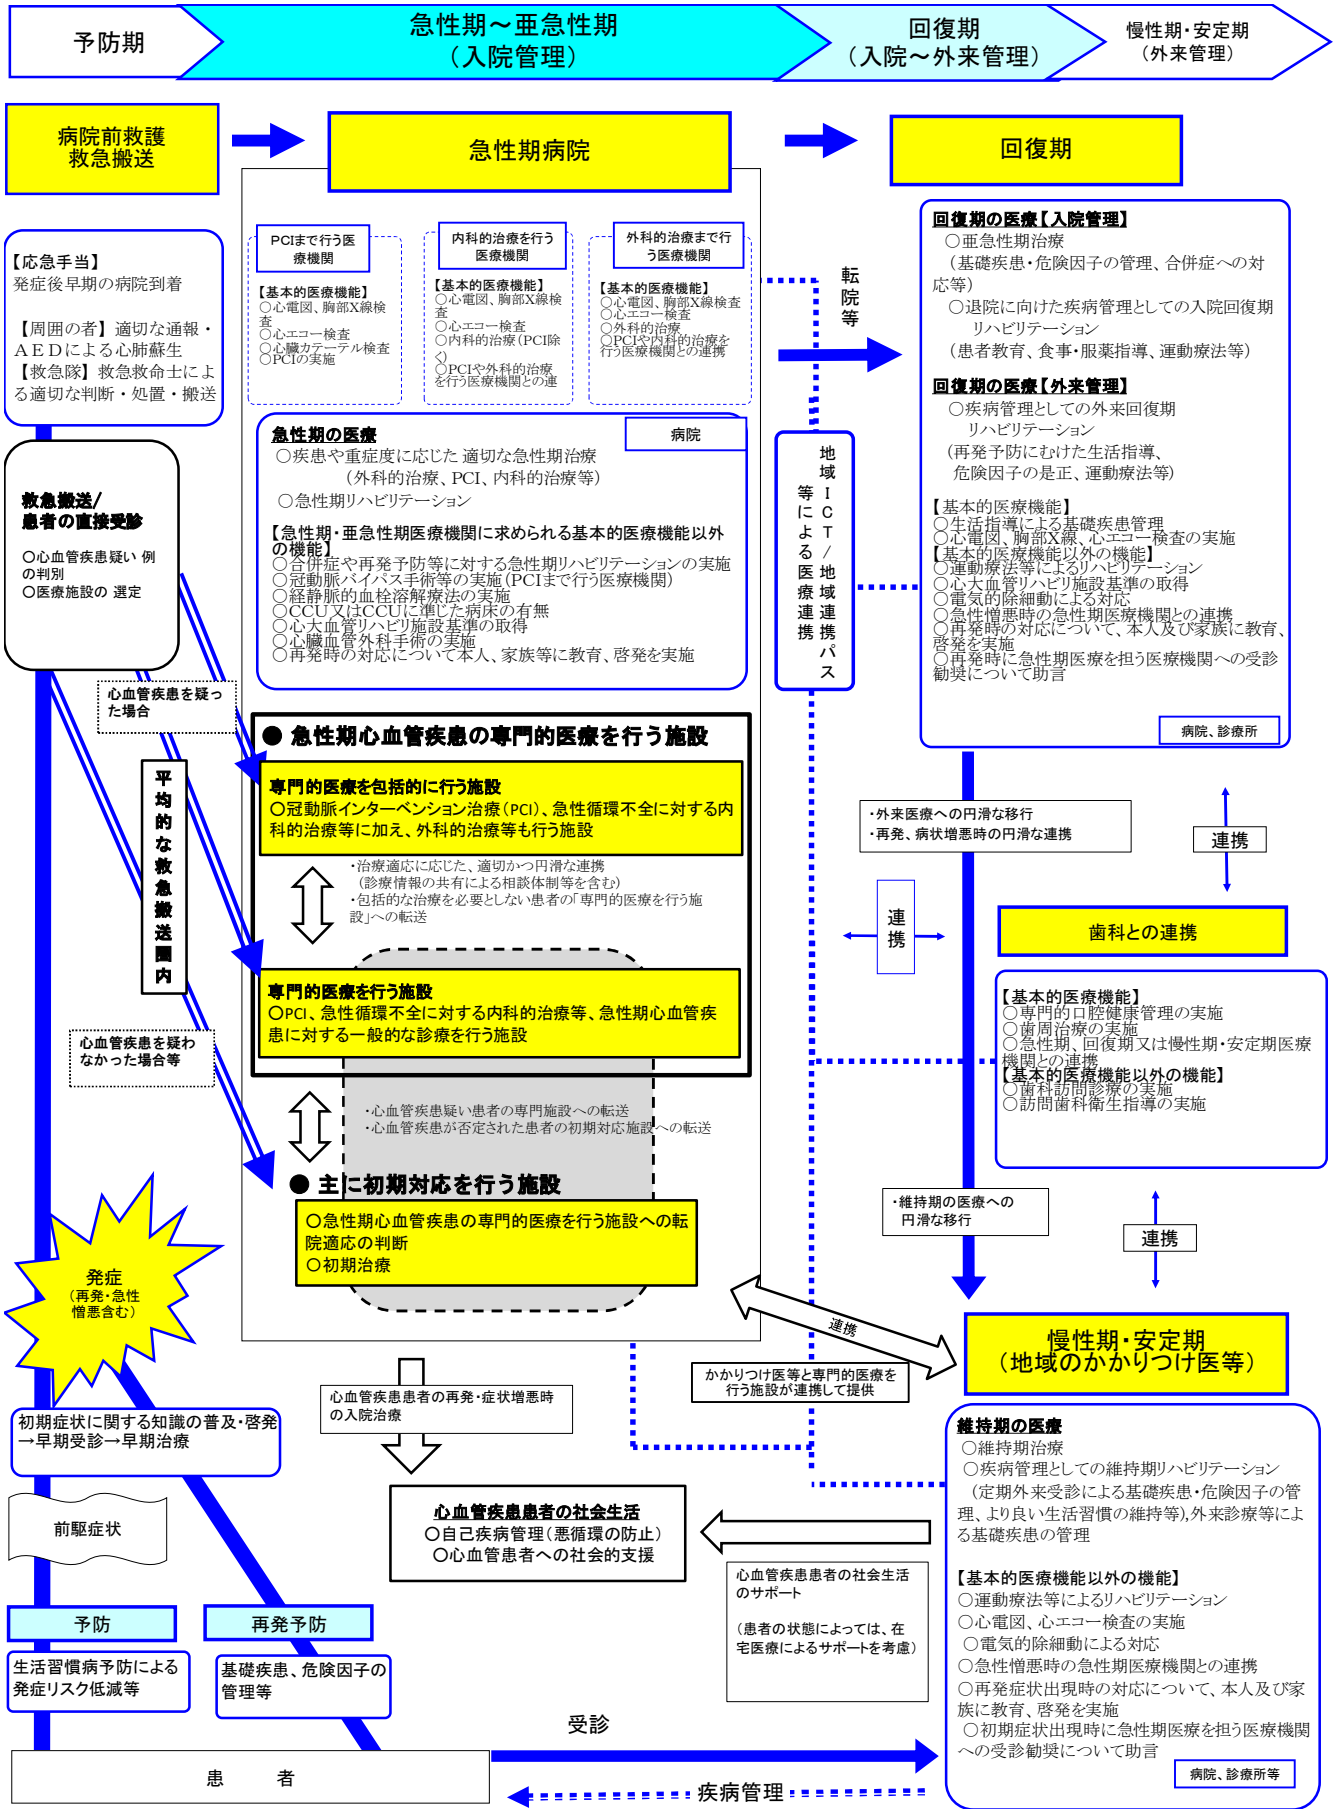 予防期
急性期～亜急性期
（入院管理）
回復期
（入院～外来管理）
慢性期・安定期
（外来管理）
病院前救護
救急搬送
急性期病院
回復期
【応急手当】
発症後早期の病院到着
【周囲の者】適切な通報・
ＡＥＤによる心肺蘇生
【救急隊】救急救命士によ
る適切な判断・処置・搬送
PCIまで行う医
療機関
【基本的医療機能】
○心電図、胸部X線検
査
○心エコー検査
○心臓カテーテル検査
○PCIの実施
内科的治療を行う
医療機関
【基本的医療機能】
○心電図、胸部X線検
査
○心エコー検査
○内科的治療（PCI除
く）
○PCIや外科的治療
を行う医療機関との連
外科的治療まで行
う医療機関
【基本的医療機能】
○心電図、胸部X線検査
○心エコー検査
○外科的治療
○PCIや内科的治療を
行う医療機関との連携
転院等
回復期の医療【入院管理】
○亜急性期治療
（基礎疾患・危険因子の管理、合併症への対
応等）
○退院に向けた疾病管理としての入院回復期
リハビリテーション
（患者教育、食事・服薬指導、運動療法等）
回復期の医療【外来管理】
○疾病管理としての外来回復期
リハビリテーション
（再発予防にむけた生活指導、
危険因子の是正、運動療法等）
【基本的医療機能】
○生活指導による基礎疾患管理
○心電図、胸部X線、心エコー検査の実施
【基本的医療機能以外の機能】
○運動療法等によるリハビリテーション
○心大血管リハビリ施設基準の取得
○電気的除細動による対応
○急性憎悪時の急性期医療機関との連携
○再発時の対応について、本人及び家族に教育、
啓発を実施
○再発時に急性期医療を担う医療機関への受診
勧奨について助言
病院、診療所
急性期の医療
病院
○疾患や重症度に応じた 適切な急性期治療
（外科的治療、PCI、内科的治療等）
○急性期リハビリテーション
【急性期・亜急性期医療機関に求められる基本的医療機能以外
の機能】
○合併症や再発予防等に対する急性期リハビリテーションの実施
○冠動脈バイパス手術等の実施（PCIまで行う医療機関）
○経静脈的血栓溶解療法の実施
○CCU又はCCUに準じた病床の有無
○心大血管リハビリ施設基準の取得
○心臓血管外科手術の実施
○再発時の対応について本人、家族等に教育、啓発を実施
地域ＩＣＴ/地域連携パス
等による医療連携
救急搬送/
患者の直接受診
○心血管疾患疑い 例
の判別
○医療施設の 選定
心血管疾患を疑っ
た場合
平均的な救急搬送圏内
心血管疾患を疑わ
なかった場合等
● 急性期心血管疾患の専門的医療を行う施設
専門的医療を包括的に行う施設
○冠動脈インターベンション治療（PCI）、急性循環不全に対する内
科的治療等に加え、外科的治療等も行う施設
・治療適応に応じた、適切かつ円滑な連携
（診療情報の共有による相談体制等を含む）
・包括的な治療を必要としない患者の「専門的医療を行う施
設」への転送
専門的医療を行う施設
○PCI、急性循環不全に対する内科的治療等、急性期心血管疾
患に対する一般的な診療を行う施設
・心血管疾患疑い患者の専門施設への転送
・心血管疾患が否定された患者の初期対応施設への転送
● 主に初期対応を行う施設
○急性期心血管疾患の専門的医療を行う施設への転
院適応の判断
○初期治療
・外来医療への円滑な移行
・再発、病状増悪時の円滑な連携
連携
連携
歯科との連携
【基本的医療機能】
○専門的口腔健康管理の実施
○歯周治療の実施
○急性期、回復期又は慢性期・安定期医療
機関との連携
【基本的医療機能以外の機能】
○歯科訪問診療の実施
○訪問歯科衛生指導の実施
・維持期の医療への
円滑な移行
連携
発症
（再発・急性
憎悪含む）
連携
慢性期・安定期
（地域のかかりつけ医等）
かかりつけ医等と専門的医療を
行う施設が連携して提供
心血管疾患患者の再発・症状増悪時
の入院治療
初期症状に関する知識の普及・啓発
→早期受診→早期治療
前駆症状
心血管疾患患者の社会生活
○自己疾病管理（悪循環の防止）
○心血管患者への社会的支援
心血管疾患患者の社会生活
のサポート
（患者の状態によっては、在
宅医療によるサポートを考慮）
維持期の医療
○維持期治療
○疾病管理としての維持期リハビリテーション
（定期外来受診による基礎疾患・危険因子の管
理、より良い生活習慣の維持等）,外来診療等によ
る基礎疾患の管理
【基本的医療機能以外の機能】
○運動療法等によるリハビリテーション
○心電図、心エコー検査の実施
○電気的除細動による対応
○急性憎悪時の急性期医療機関との連携
○再発症状出現時の対応について、本人及び家
族に教育、啓発を実施
○初期症状出現時に急性期医療を担う医療機関
への受診勧奨について助言
病院、診療所等
予防
再発予防
生活習慣病予防による
発症リスク低減等
基礎疾患、危険因子の
管理等
患　者
受診
疾病管理